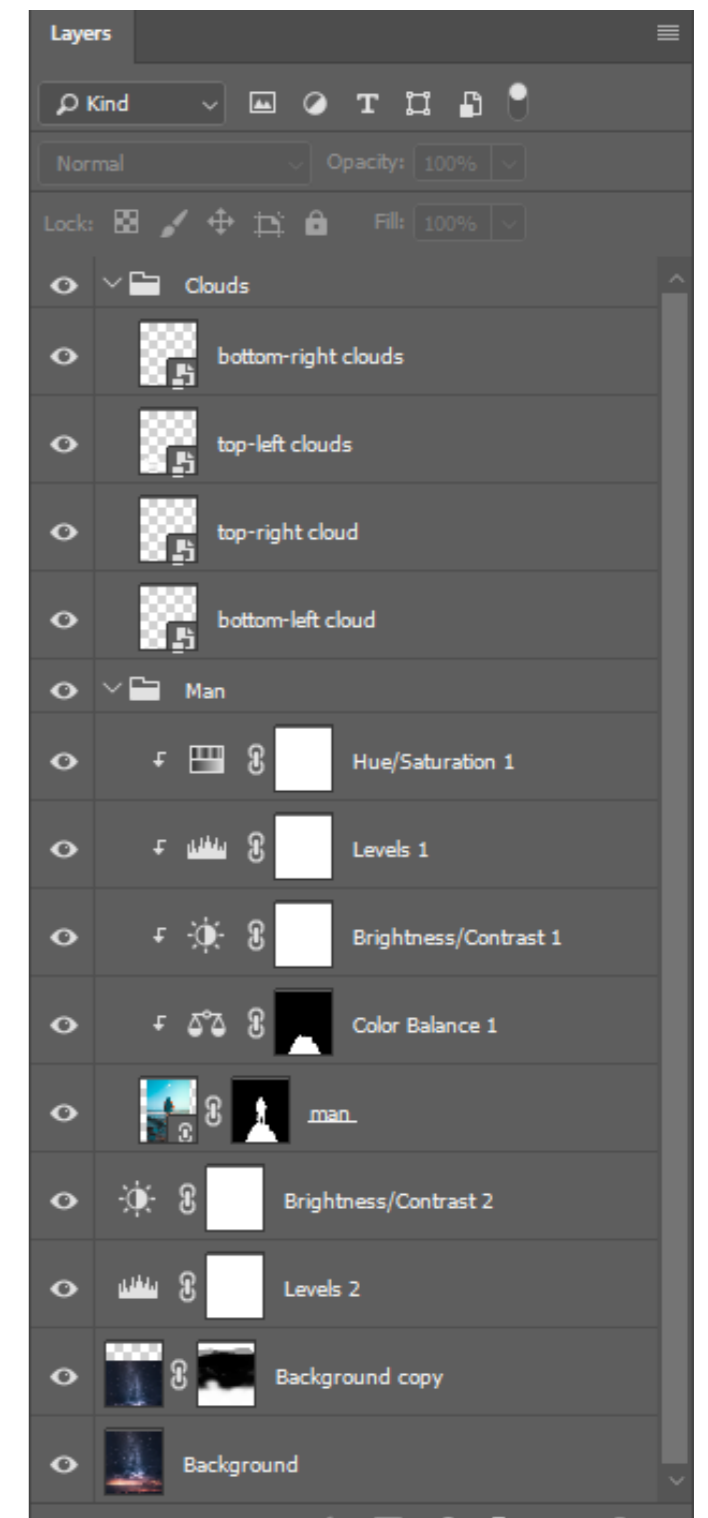 Layers
Kind T
Normal Opacity: 100%
Lock: Fill: 100%
Clouds
bottom-right clouds
top-left clouds
top-right cloud
bottom-left cloud
Man
Hue/Saturation 1
Levels 1
Brightness/Contrast 1
Color Balance 1
man
Brightness/Contrast 2
Levels 2
Background copy
Background